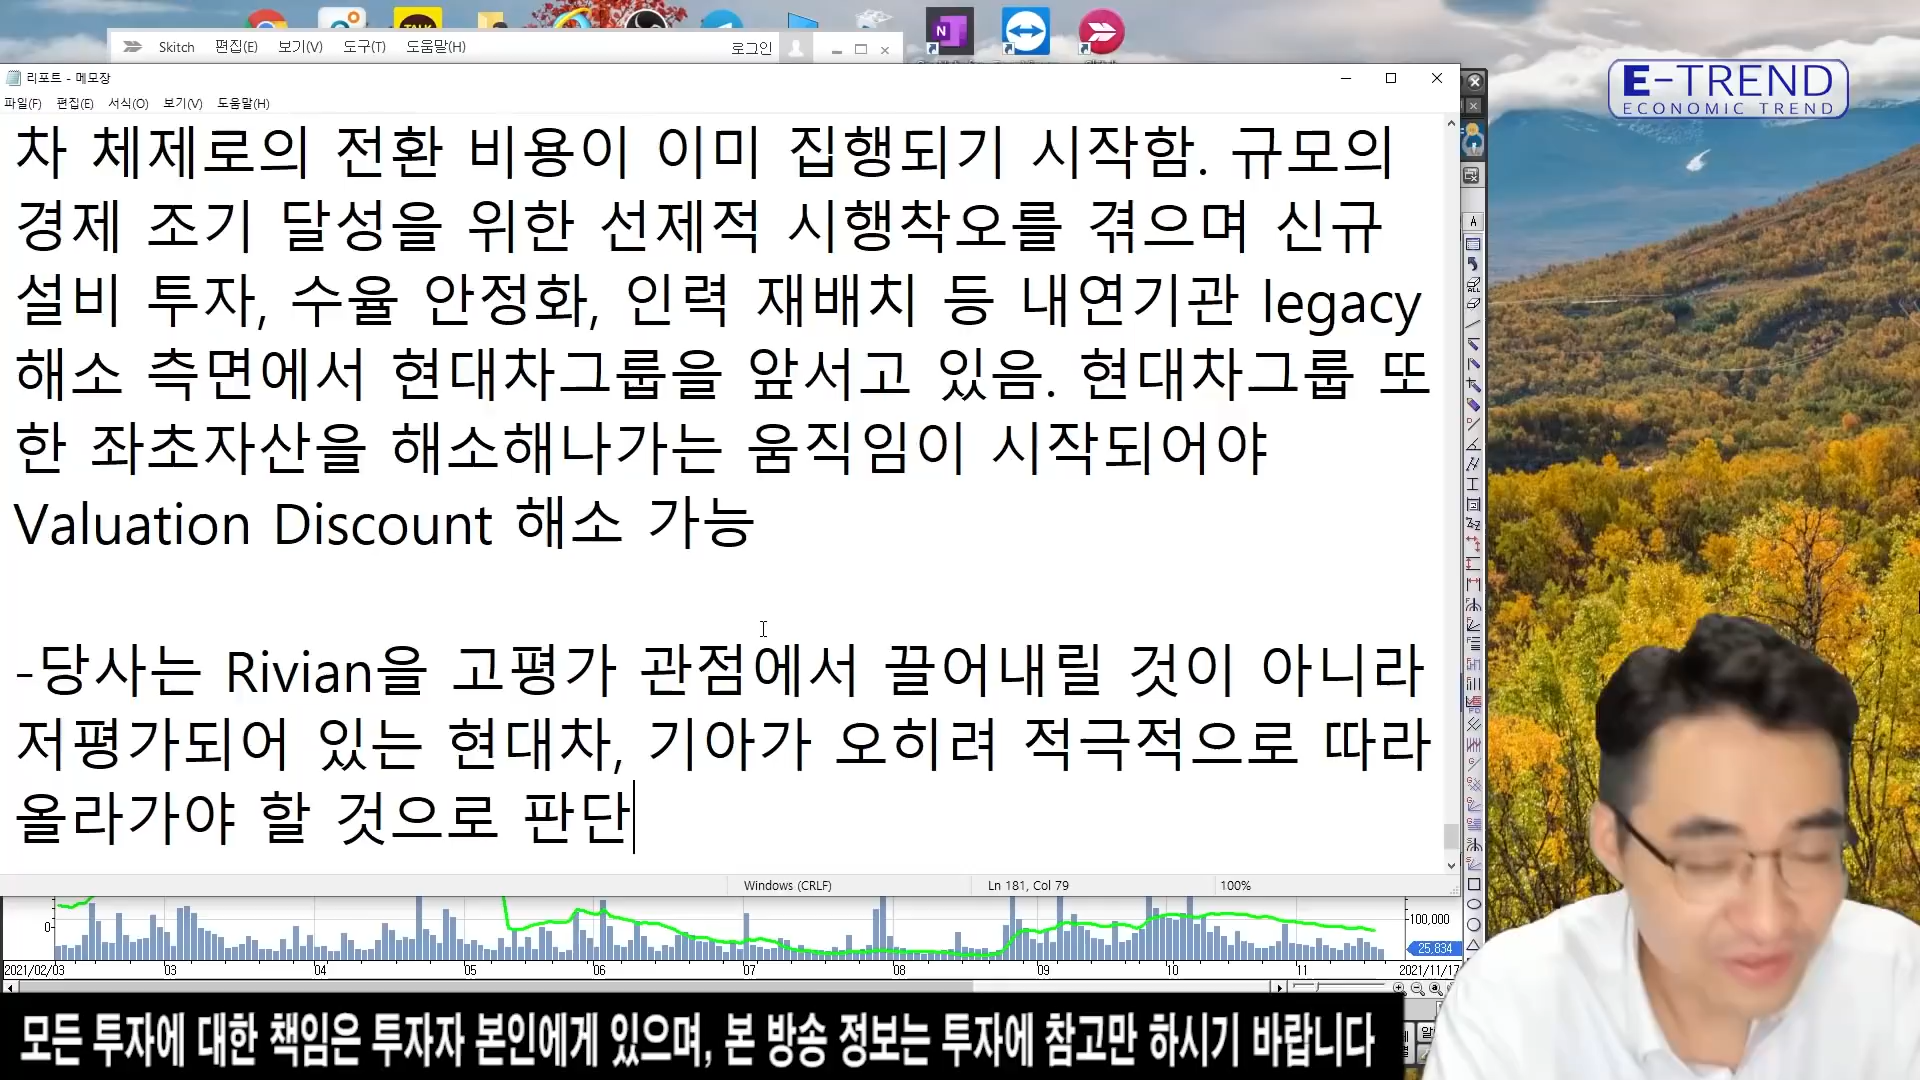 TALK
Skitch 편집(E) 보기(V) 도구(T) 도움말(H) 로그인
리포트 - 메모장
파일(F) 편집(E) 서식(O) 보기(V) 도움말(H)
E-TREND
ECONOMIC TREND
차 체제로의 전환 비용이 이미 집행되기 시작함. 규모의
경제 조기 달성을 위한 선제적 시행착오를 겪으며 신규
설비 투자, 수율 안정화, 인력 재배치 등 내연기관 legacy
해소 측면에서 현대차그룹을 앞서고 있음. 현대차그룹 또
한 좌초자산을 해소해나가는 움직임이 시작되어야
Valuation Discount 해소 가능
-당사는 Rivian을 고평가 관점에서 끌어내릴 것이 아니라
저평가되어 있는 현대차, 기아가 오히려 적극적으로 따라
올라가야 할 것으로 판단
Windows (CRLF) Ln 181, Col 79 100%
0
100,000
25,834
2021/02/03 03 04 05 06 07 08 09 10 11 2021/11/17
모든 투자에 대한 책임은 투자자 본인에게 있으며, 본 방송 정보는 투자에 참고만 하시기 바랍니다